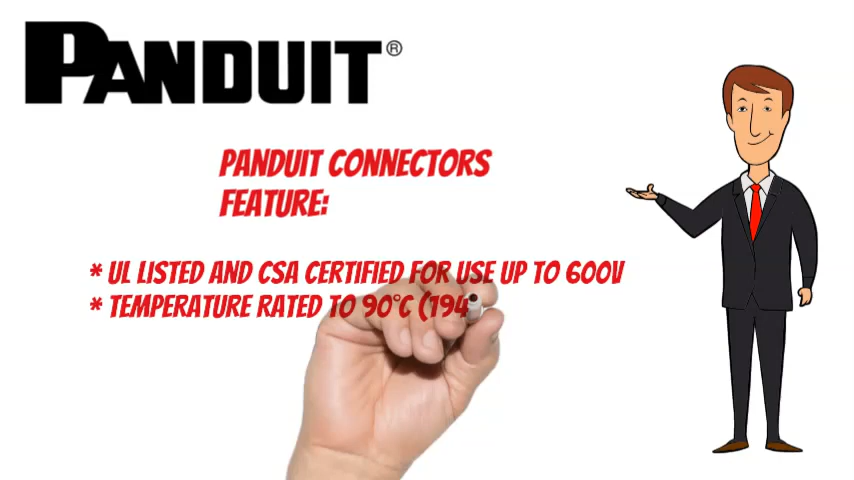 PANDUIT®
PANDUIT CONNECTORS
FEATURE:
* UL LISTED AND CSA CERTIFIED FOR USE UP TO 600V
* TEMPERATURE RATED TO 90°C (194